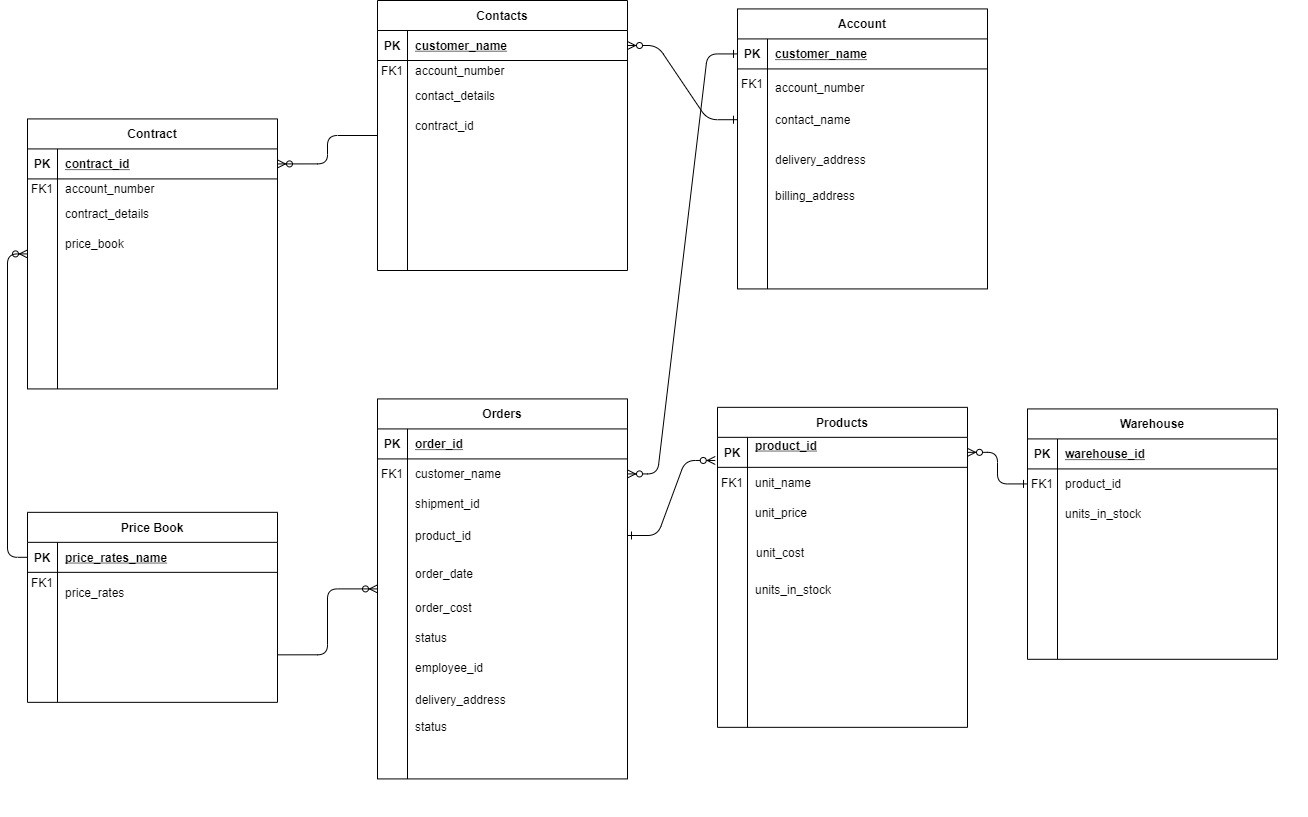 Contacts
PK customer_name
FK1 account_number
contact_details
contract_id
Account
PK customer_name
FK1 account_number
contact_name
delivery_address
billing_address
Contract
PK contract_id
FK1 account_number
contract_details
price_book
Orders
PK order_id
FK1 customer_name
shipment_id
product_id
order_date
order_cost
status
employee_id
delivery_address
status
Products
PK product_id
FK1 unit_name
unit_price
unit_cost
units_in_stock
Warehouse
PK warehouse_id
FK1 product_id
units_in_stock
Price Book
PK price_rates_name
FK1 price_rates